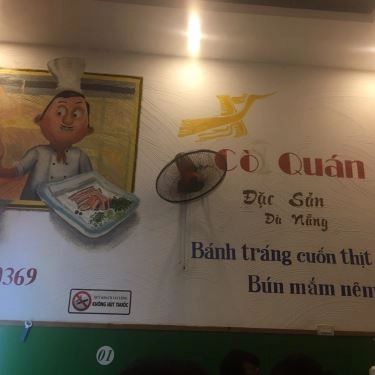 Cò Quán
Đặc Sản
Đà Nẵng
Bánh tráng cuốn thịt
Bún mắm nêm
0369
KHÔNG HÚT THUỐC
01